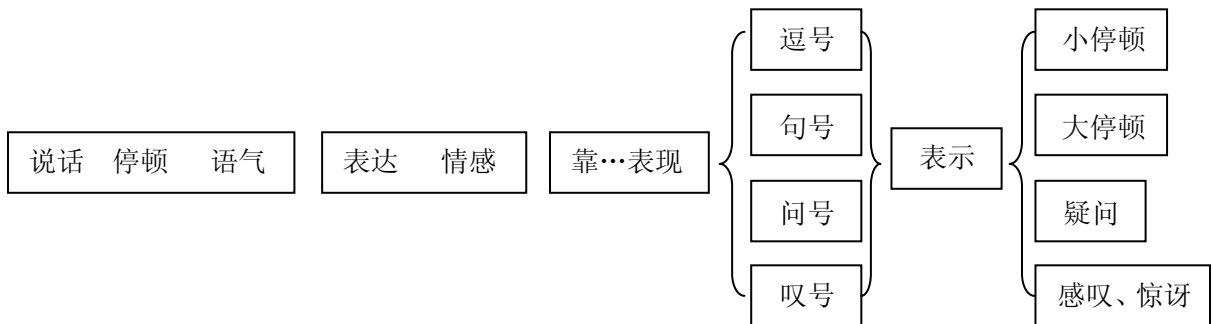 说话 停顿 语气
表达 情感
靠…表现
逗号
句号
问号
叹号
表示
小停顿
大停顿
疑问
感叹、惊讶